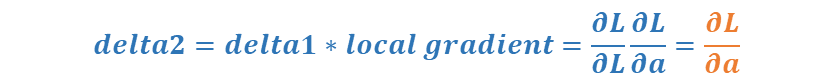 delta2 = delta1 * local gradient = ∂L/∂L ∂L/∂a = ∂L/∂a